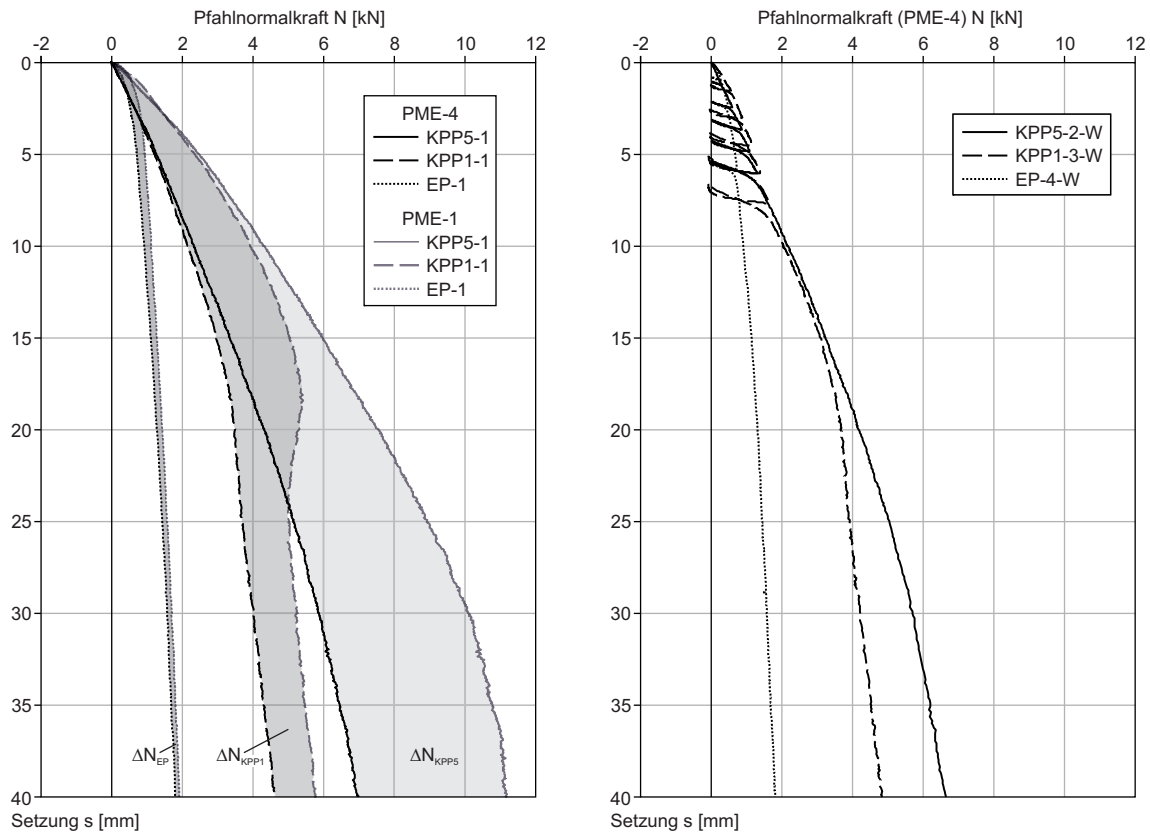 Pfahlnormalkraft N [kN]
-2 0 2 4 6 8 10 12
0
5
10
15
20
25
30
35
40
PME-4
KPP5-1
KPP1-1
EP-1
PME-1
KPP5-1
KPP1-1
EP-1
ΔNEP
ΔNKPP1
ΔNKPP5
Setzung s [mm]
Pfahlnormalkraft (PME-4) N [kN]
-2 0 2 4 6 8 10 12
0
5
10
15
20
25
30
35
40
KPP5-2-W
KPP1-3-W
EP-4-W
Setzung s [mm]